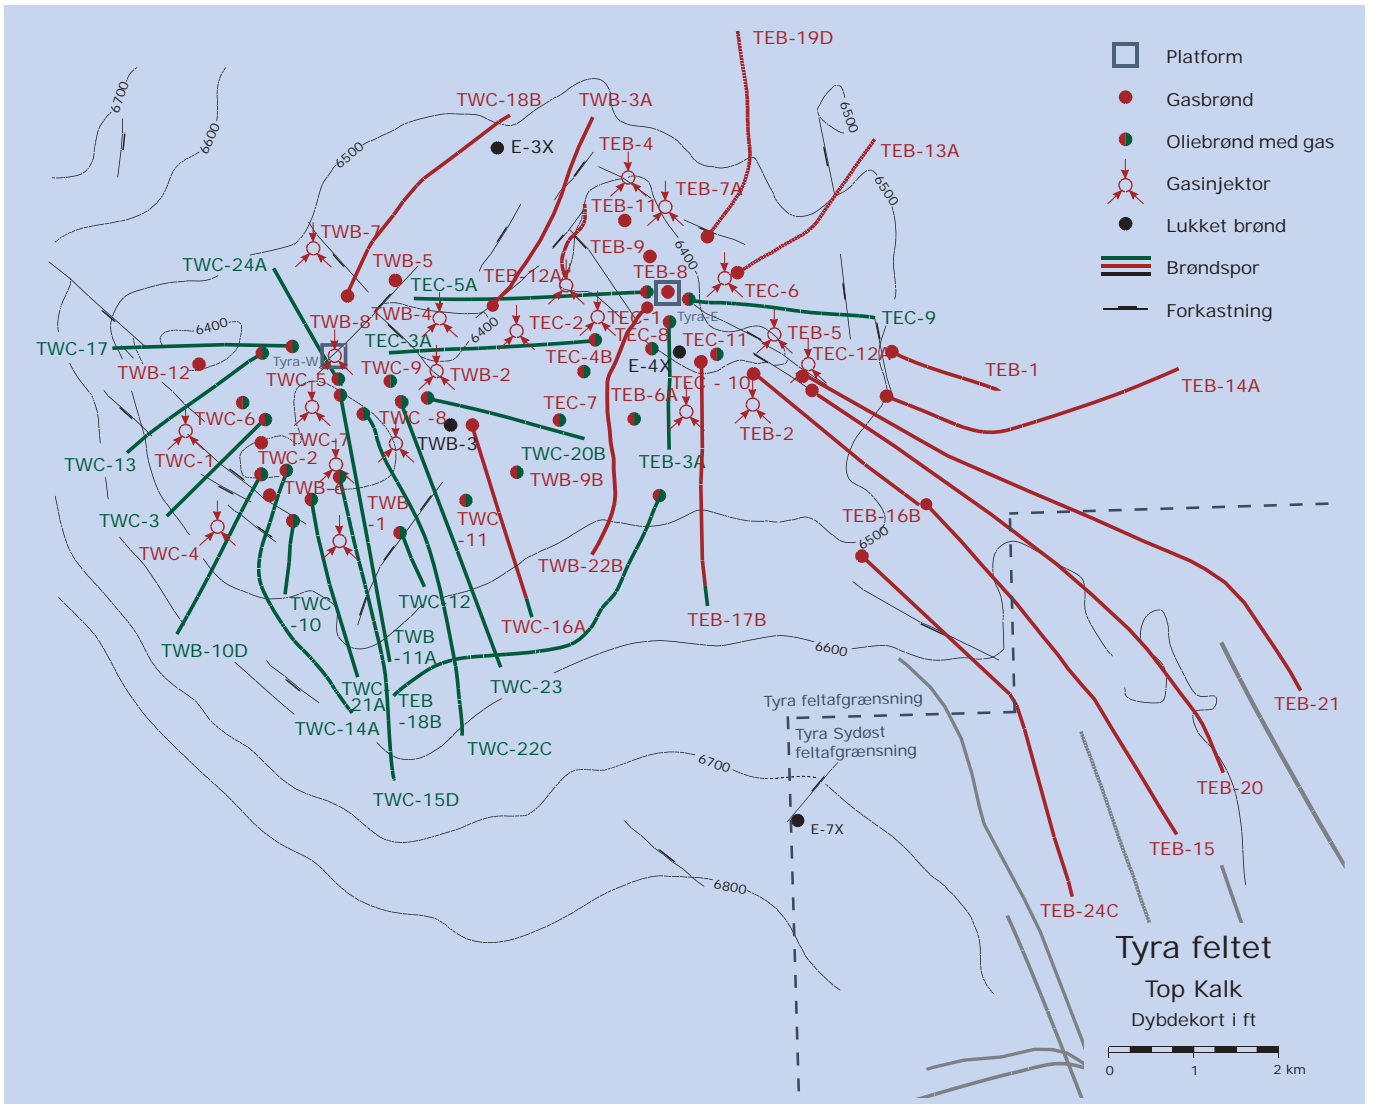 TEB-19D
Platform
6700
TWC-18B
TWB-3A
Gasbrønd
6500
6600
TEB-4
Oliebrønd med gas
E-3X
TEB-13A
6500
Gasinjektor
TEB-7A
6500
TEB-11
Lukket brønd
TWB-7
TEB-9
6400
TWC-24A
TWB-5
Brøndspor
TEC-5A
TEB-12A
TEB-8
TEC-6
TWB-4
Forkastning
TWB-8
6400
TEC-2
TEC-1
Tyra-E
TEC-9
6400
TEC-3A
TEC-8
TEB-5
TWC-17
Tyra-W
TEC-4B
TEC-11
TEC-12A
TWB-12
TWC-9
TWB-2
E-4X
TEB-1
TWC-5
TEC - 10
TEB-14A
TEB-6A
TWC-6
TWC -8
TEC-7
TWC-7
TWB-3
TEB-2
TWC-13
TWC-1
TWC-2
TWC-20B
TEB-3A
TWB-6
TWB-9B
TWC-3
TWB
-1
TWC
-11
TEB-16B
TWC-4
6500
TWB-22B
TWC
-10
TWC-12
TWC-16A
TEB-17B
TWB-10D
TWB
-11A
6600
TWC-
21A
TEB
-18B
TWC-23
TWC-14A
Tyra feltafgrænsning
TEB-21
Tyra Sydøst
feltafgrænsning
TWC-22C
6700
TEB-20
TWC-15D
E-7X
TEB-15
6800
TEB-24C
Tyra feltet
Top Kalk
Dybdekort i ft
0 1 2 km